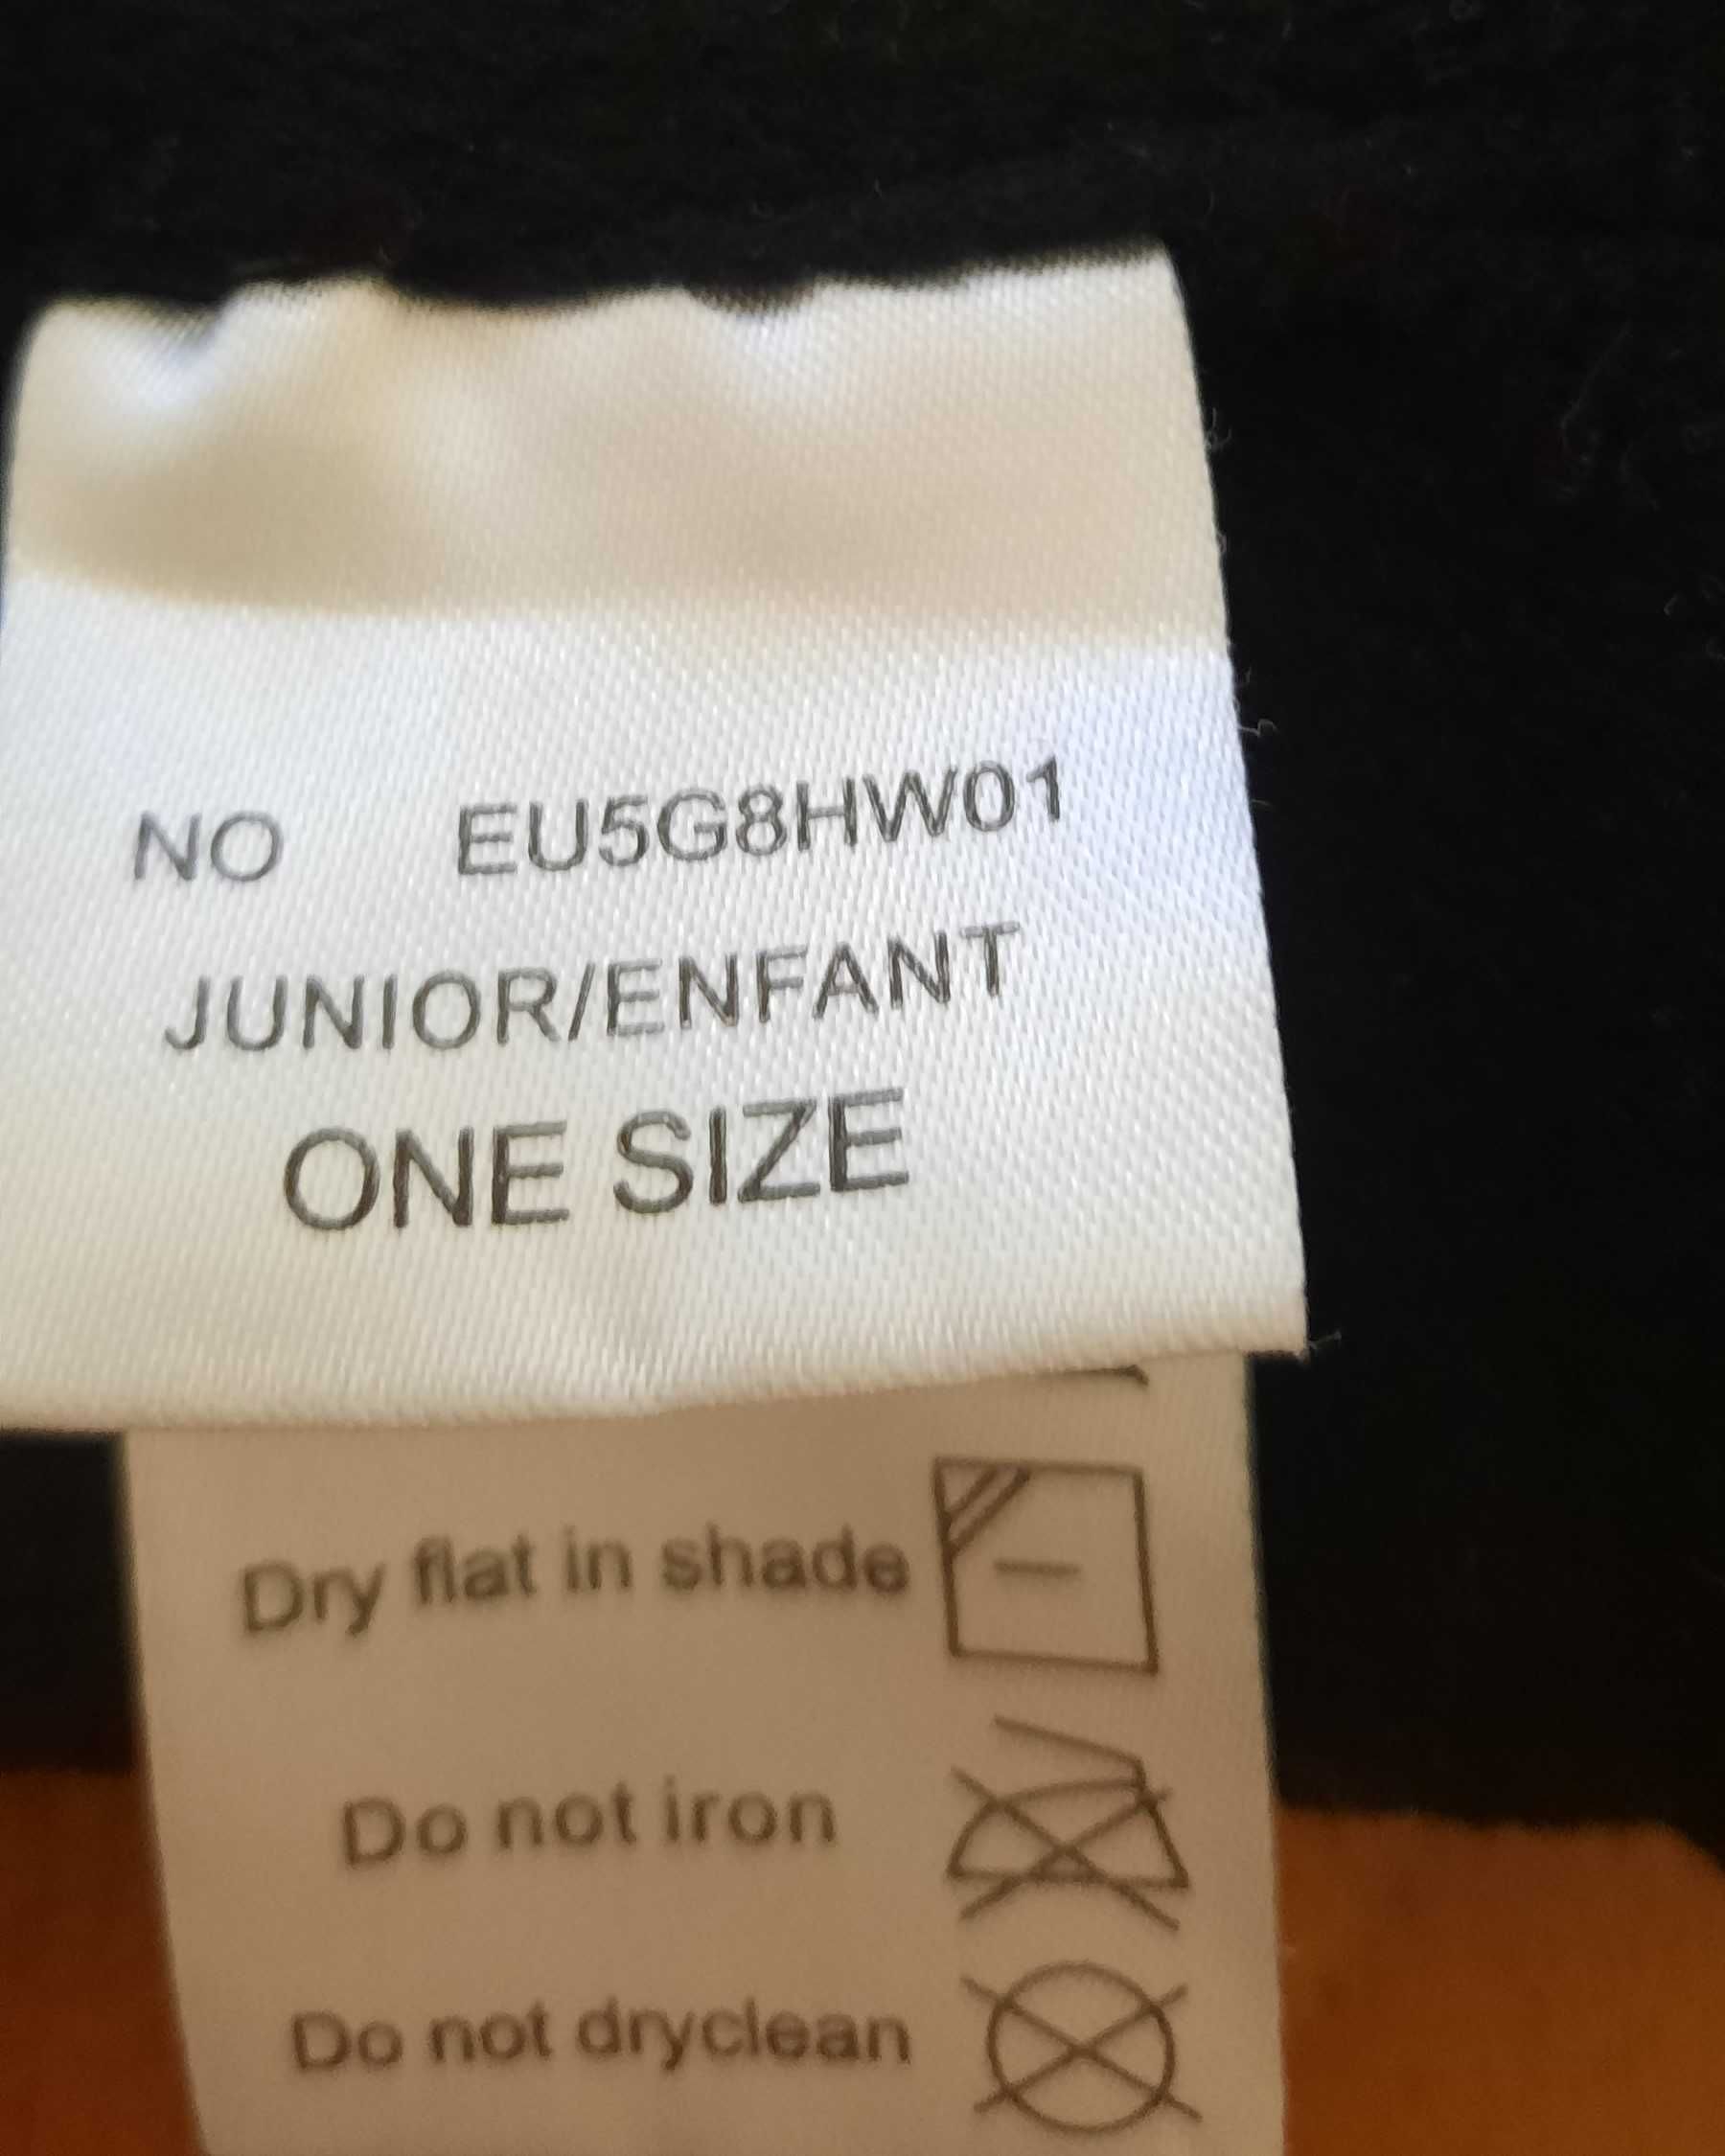 NO EU5G8HW01
JUNIOR/ENFANT
ONE SIZE
Dry flat in shade
Do not iron
Do not dryclean